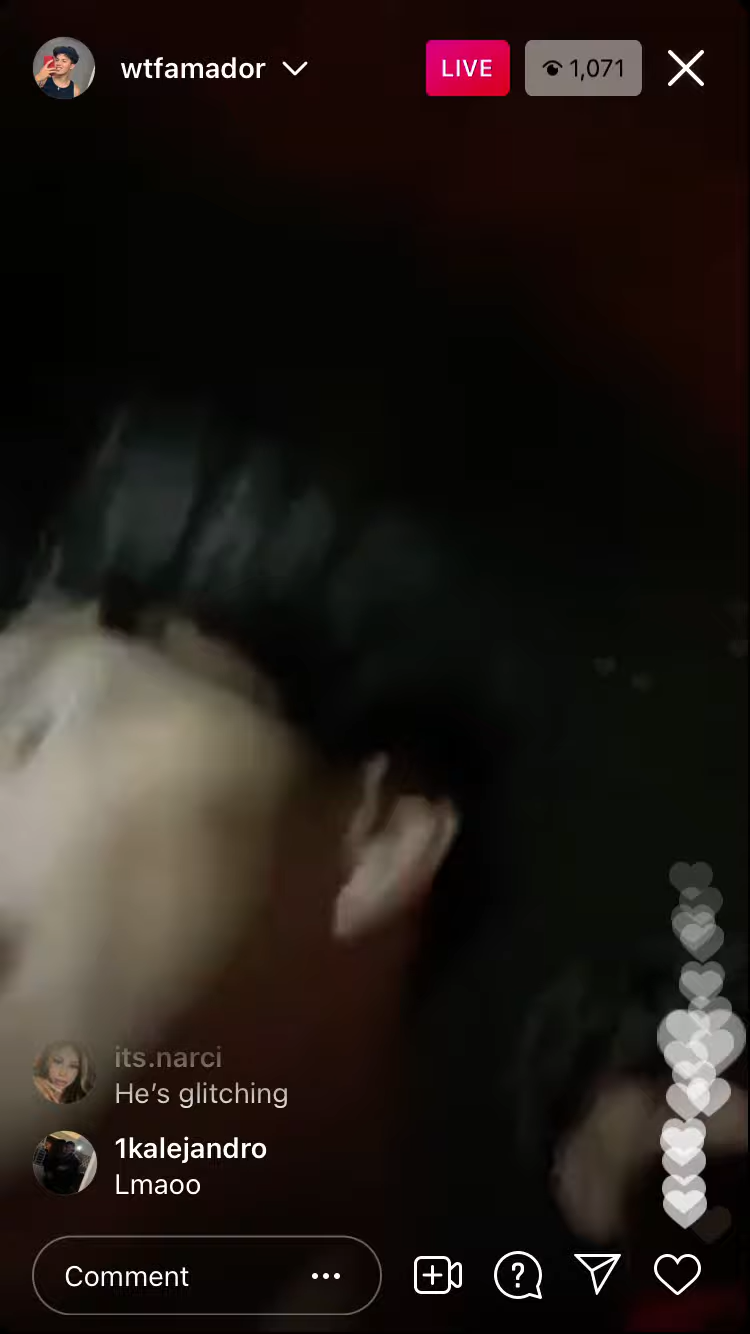 wtfamador
LIVE
1,071
its.narci
He’s glitching
1kalejandro
Lmaoo
Comment